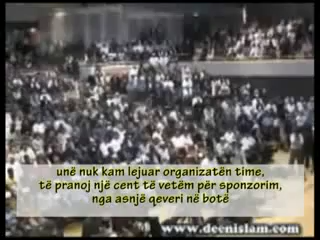 unë nuk kam lejuar organizatën time,
të pranoj një cent të vetëm për sponzorim,
nga asnjë qeveri në botë
www.deenislam.com